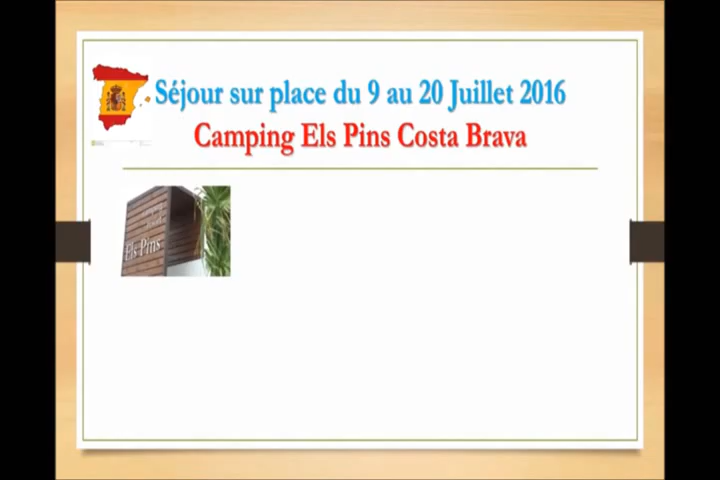 Séjour sur place du 9 au 20 Juillet 2016
Camping Els Pins Costa Brava
Els Pins